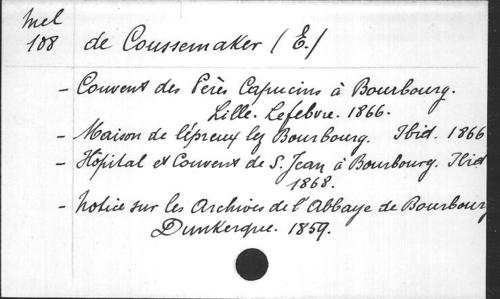 Mel
108
de Coussemaker (E.)
- Couvent des Pères Capucins à Bourbourg.
Lille. Lefebvre. 1866.
- Maison de lépreux lez Bourbourg. Ibid. 1866
- Hôpital et Couvent de S. Jean à Bourbourg. Ibid
1868.
- Notice sur les Archives de l'Abbaye de Bourbourg
Dunkerque. 1859.